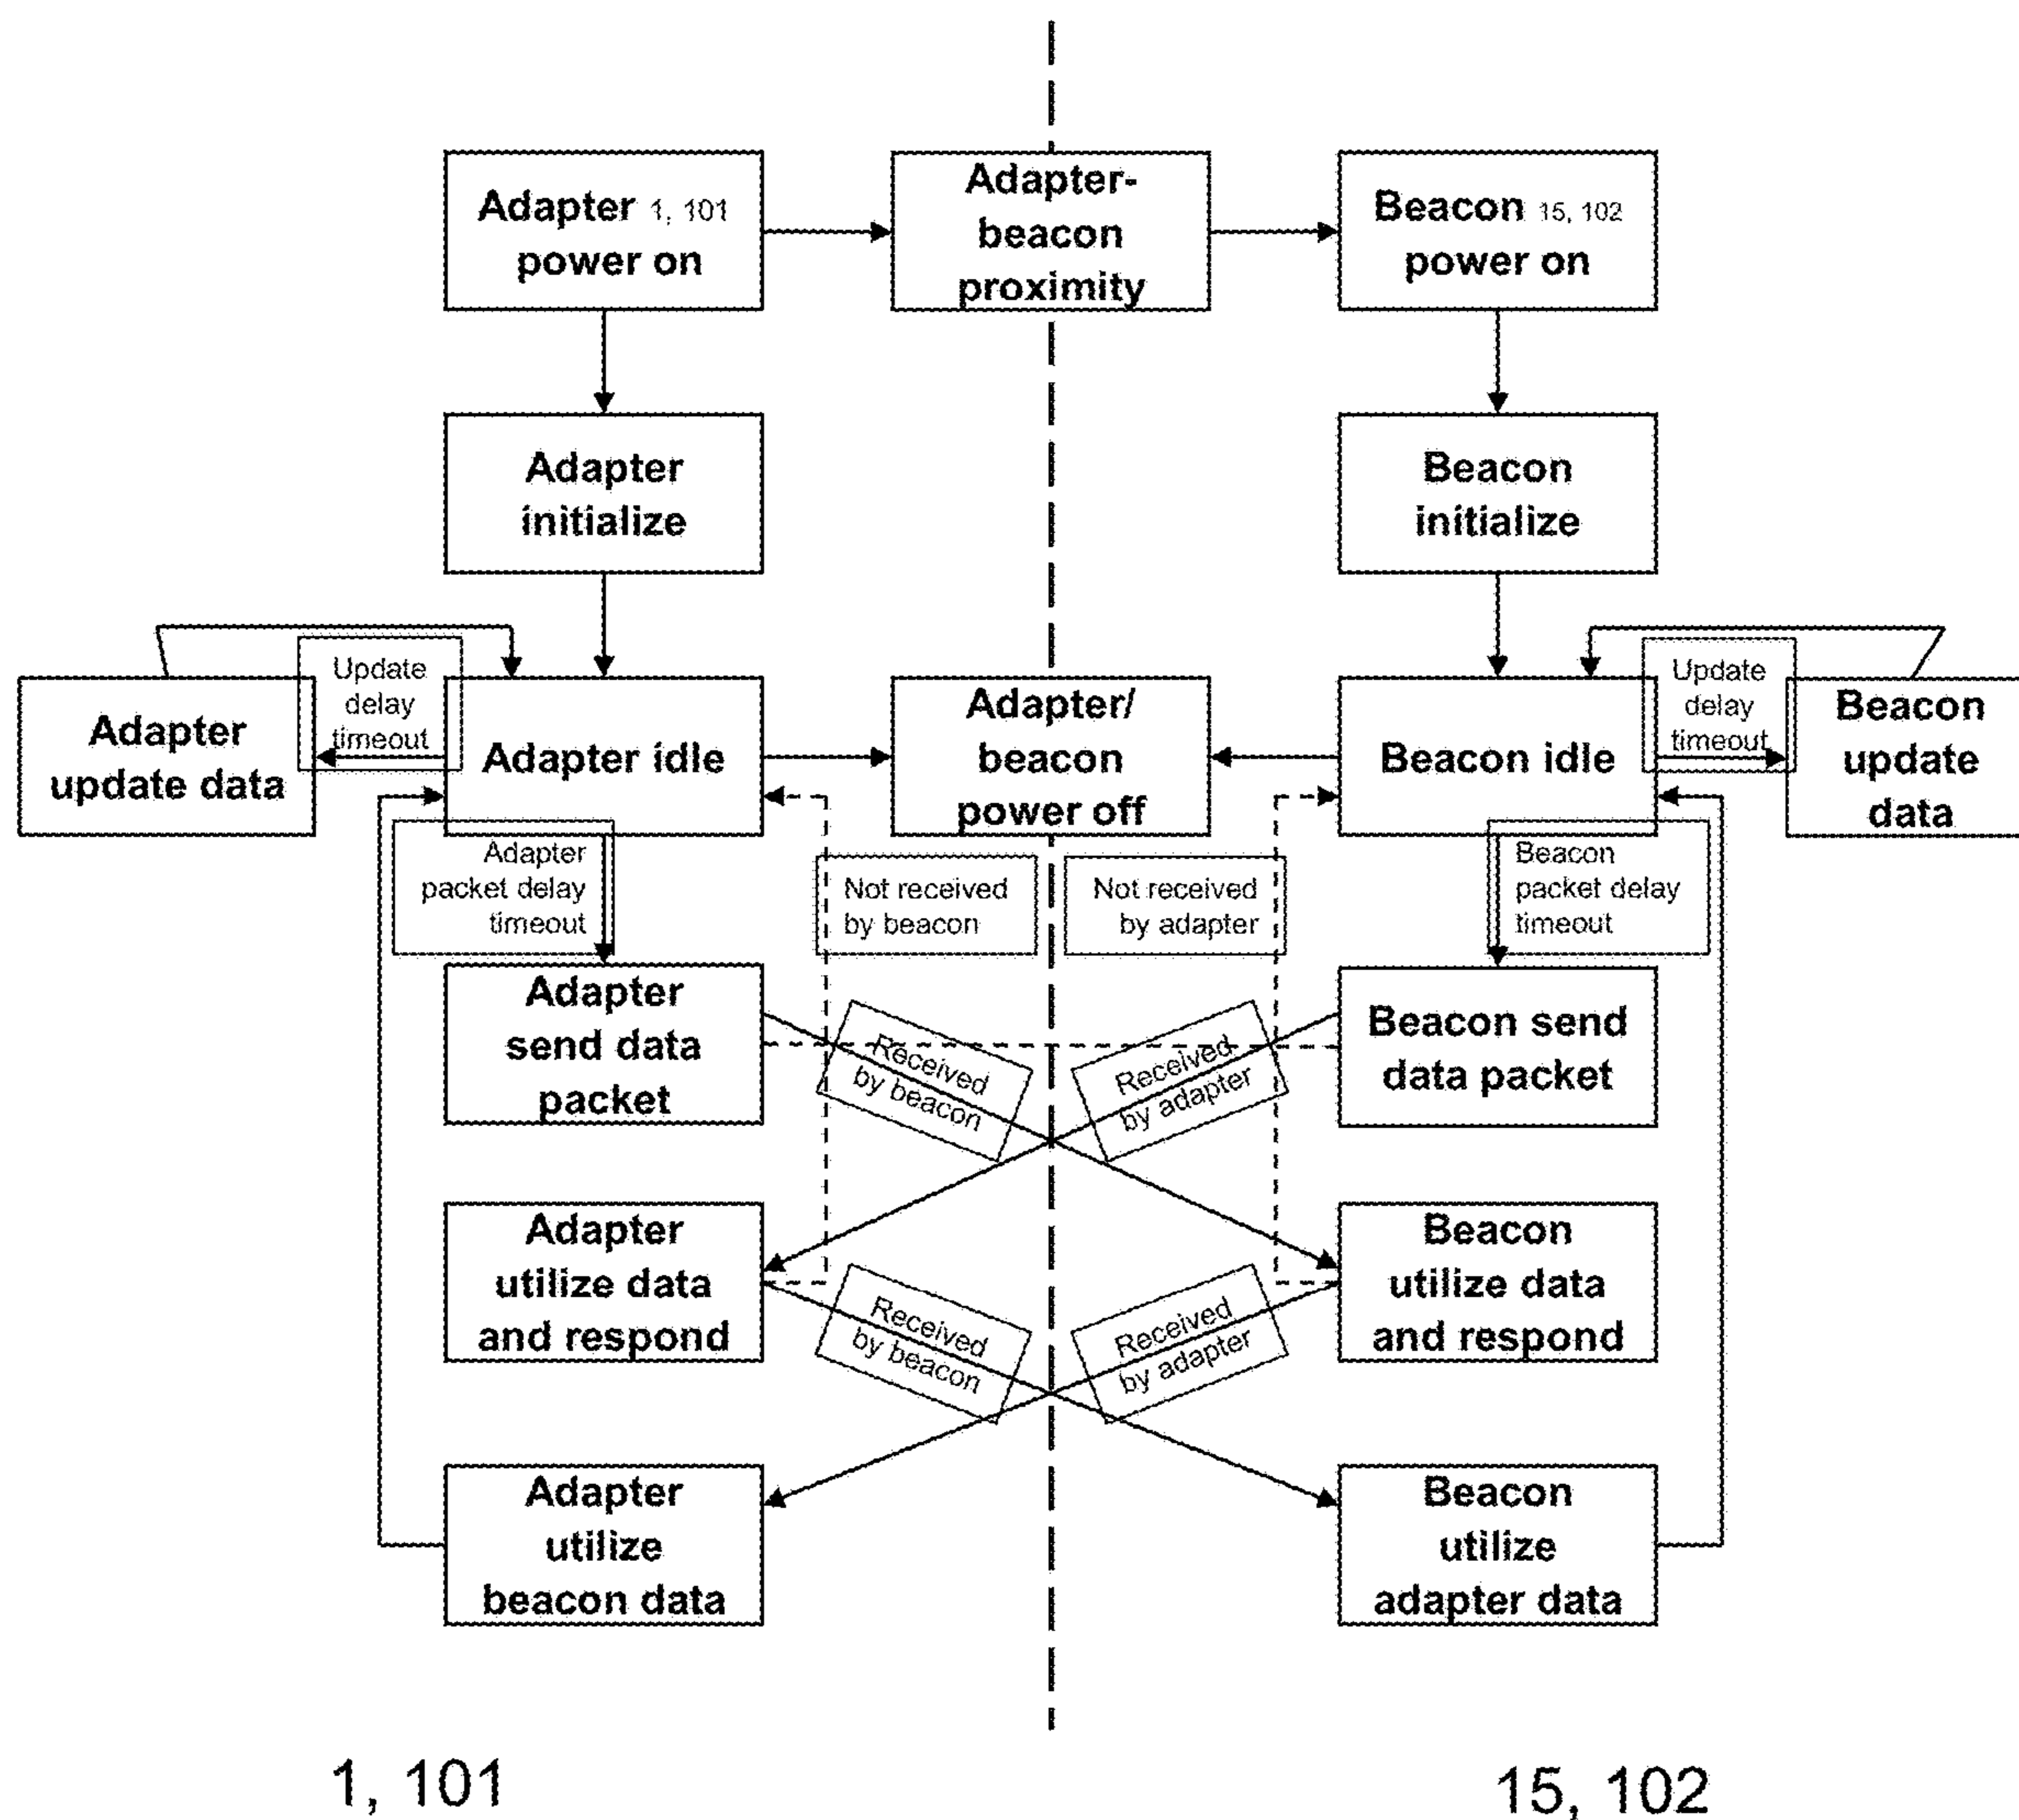 Adapter 1, 101
power on
Adapter-
beacon
proximity
Beacon 15, 102
power on
Adapter
initialize
Beacon
initialize
Adapter
update data
Update
delay
timeout
Adapter idle
Adapter/
beacon
power off
Beacon idle
Update
delay
timeout
Beacon
update
data
Adapter
packet delay
timeout
Not received
by beacon
Not received
by adapter
Beacon
packet delay
timeout
Adapter
send data
packet
Received
by beacon
Received
by adapter
Beacon send
data packet
Adapter
utilize data
and respond
Received
by beacon
Received
by adapter
Beacon
utilize data
and respond
Adapter
utilize
beacon data
Beacon
utilize
adapter data
1, 101
15, 102